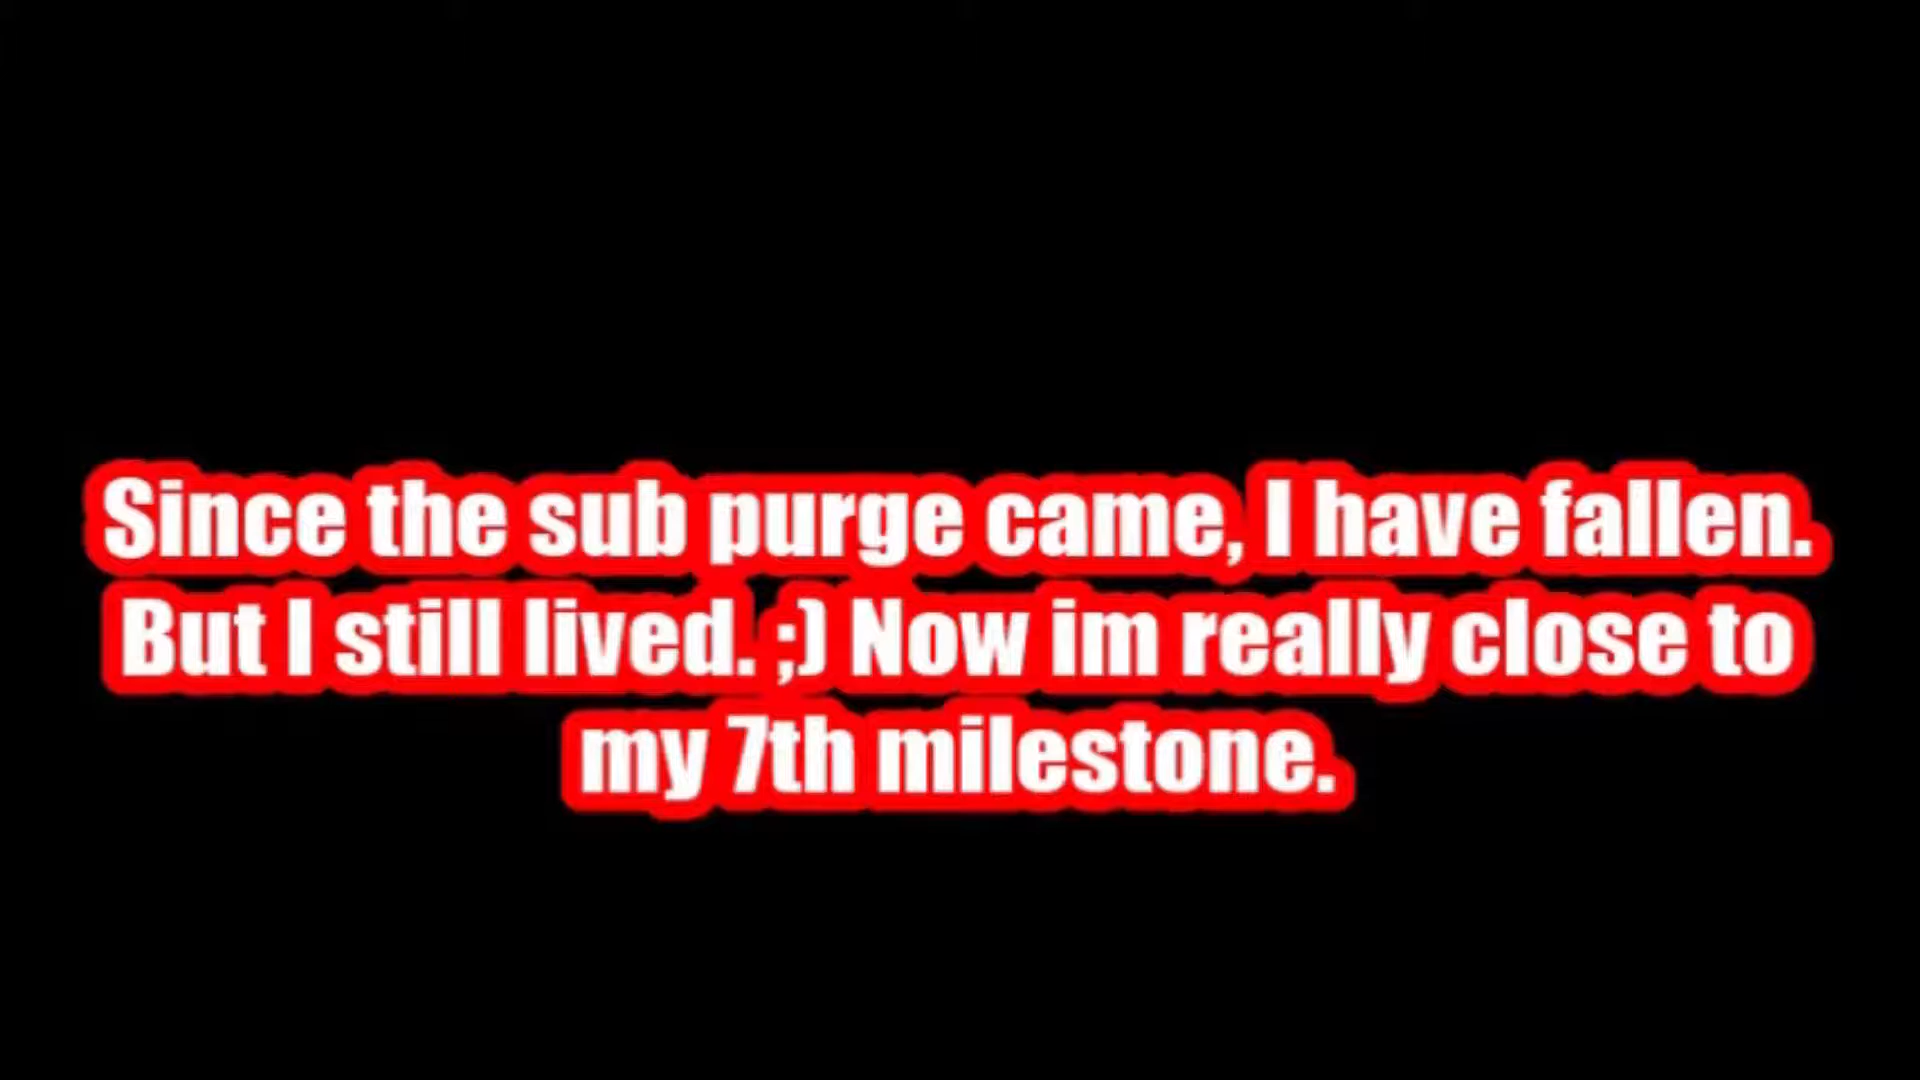 Since the sub purge came, I have fallen.
But I still lived. ;) Now im really close to
my 7th milestone.